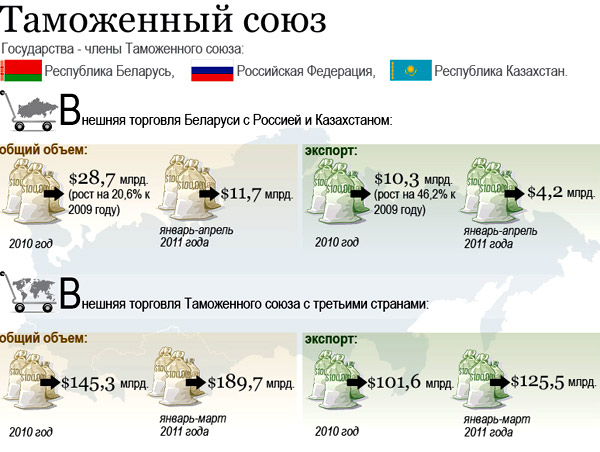 Таможенный союз
Государства - члены Таможенного союза:
Республика Беларусь, Российская Федерация, Республика Казахстан.
Внешняя торговля Беларуси с Россией и Казахстаном:
общий объем:
$28,7 млрд.
(рост на 20,6% к
2009 году)
2010 год
$11,7 млрд.
январь-апрель
2011 года
экспорт:
$10,3 млрд.
(рост на 46,2% к
2009 году)
2010 год
$4,2 млрд.
январь-апрель
2011 года
Внешняя торговля Таможенного союза с третьими странами:
общий объем:
$145,3 млрд.
2010 год
$189,7 млрд.
январь-март
2011 года
экспорт:
$101,6 млрд.
2010 год
$125,5 млрд.
январь-март
2011 года